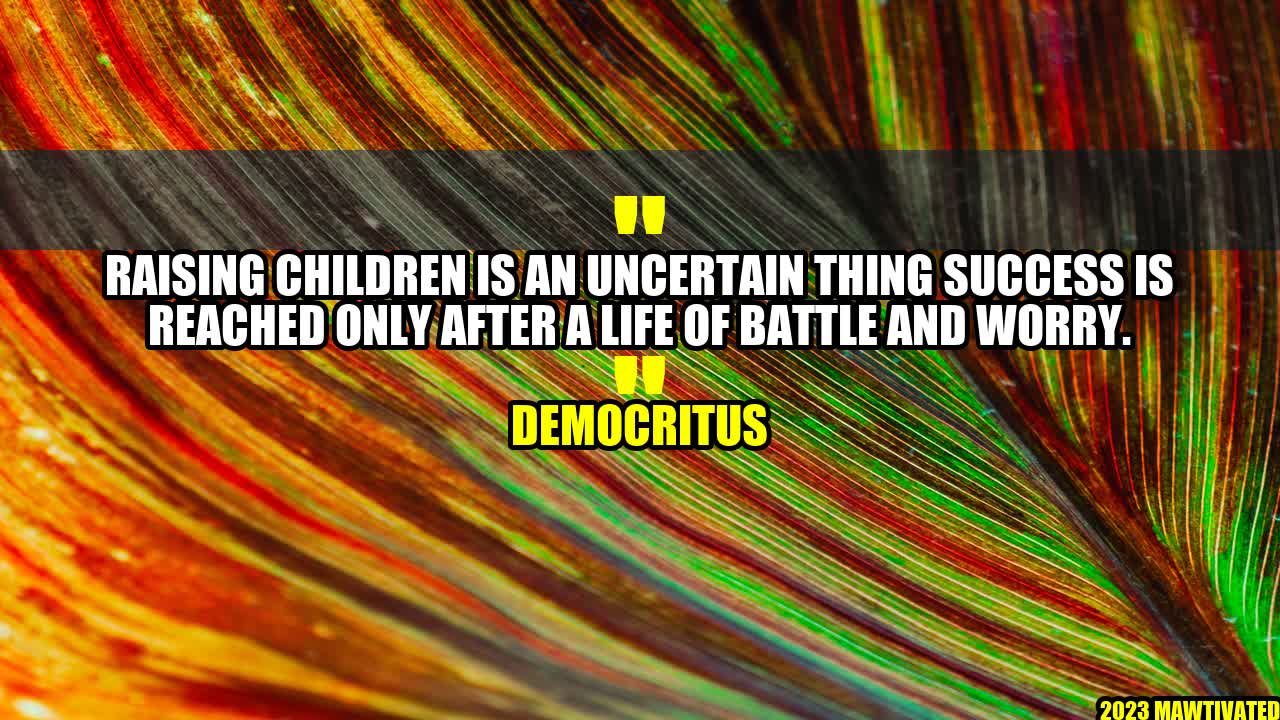 "
RAISING CHILDREN IS AN UNCERTAIN THING SUCCESS IS
REACHED ONLY AFTER A LIFE OF BATTLE AND WORRY.
"
DEMOCRITUS
2023 MAWTIVATED